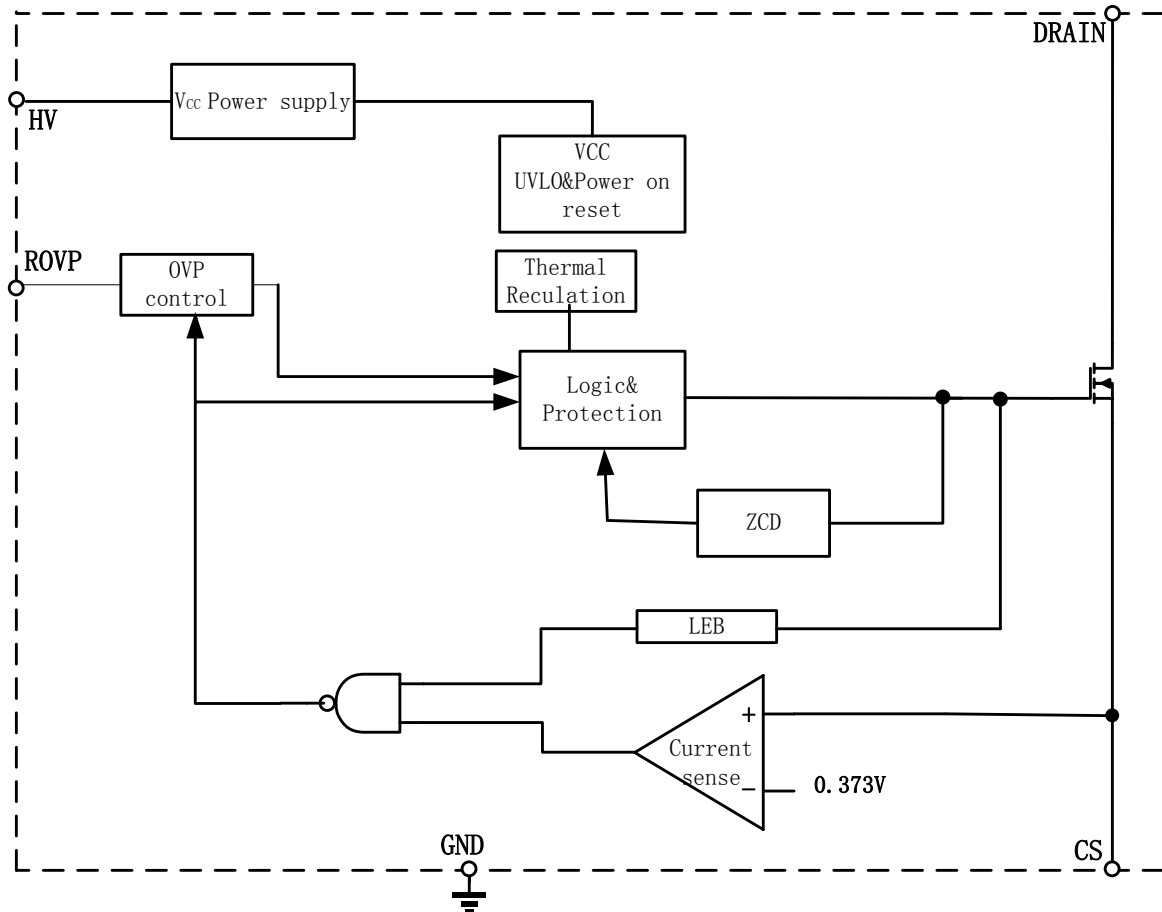 DRAIN
Vcc Power supply
HV
VCC
UVLO&Power on
reset
ROVP
OVP
control
Thermal
Reculation
Logic&
Protection
ZCD
LEB
+
Current
sense
−
0.373V
GND
CS